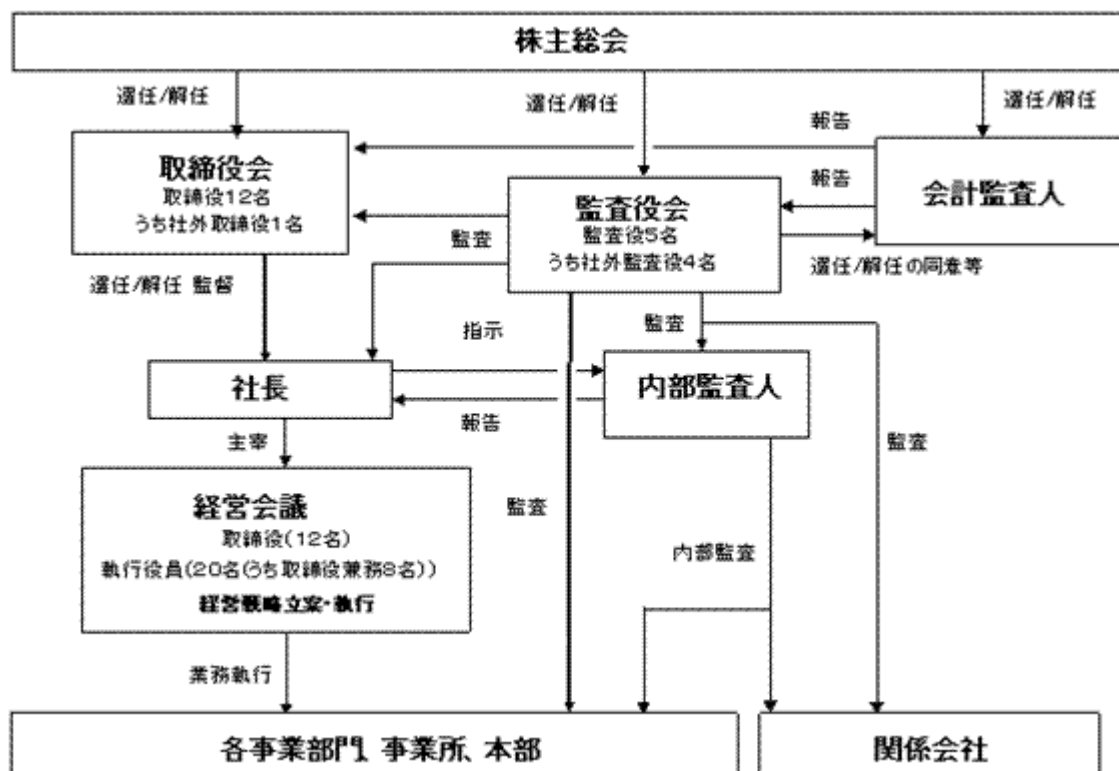 株主総会
選任/解任
選任/解任
選任/解任
報告
取締役会
取締役12名
うち社外取締役1名
監査役会
監査役5名
うち社外監査役4名
報告
会計監査人
監査
選任/解任の同意等
選任/解任 監督
指示
監査
社長
内部監査人
報告
主宰
監査
経営会議
取締役(12名)
執行役員(20名(うち取締役兼務8名))
経営戦略立案・執行
監査
内部監査
業務執行
各事業部門、事業所、本部
関係会社